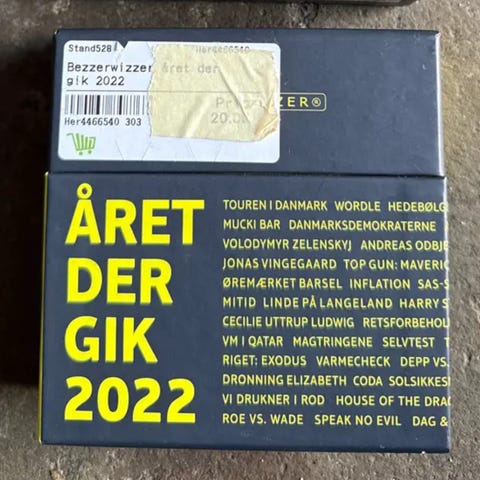 Stand528
Her4466540
Bezzerwizzer året der
gik 2022
Pris
20.00
ZER®
Her4466540 303
ÅRET
DER
GIK
2022
TOUREN I DANMARK WORDLE HEDEBØLG
MUCKI BAR DANMARKSDEMOKRATERNE
VOLODYMYR ZELENSKYJ ANDREAS ODBJE
JONAS VINGEGAARD TOP GUN: MAVERIC
ØREMÆRKET BARSEL INFLATION SAS-S
MITID LINDE PÅ LANGELAND HARRY S
CECILIE UTTRUP LUDWIG RETSFORBEHOL
VM I QATAR MAGTRINGENE SELVTEST T
RIGET: EXODUS VARMECHECK DEPP VS.
DRONNING ELIZABETH CODA SOLSIKKES
VI DRUKNER I ROD HOUSE OF THE DRAG
ROE VS. WADE SPEAK NO EVIL DAG &